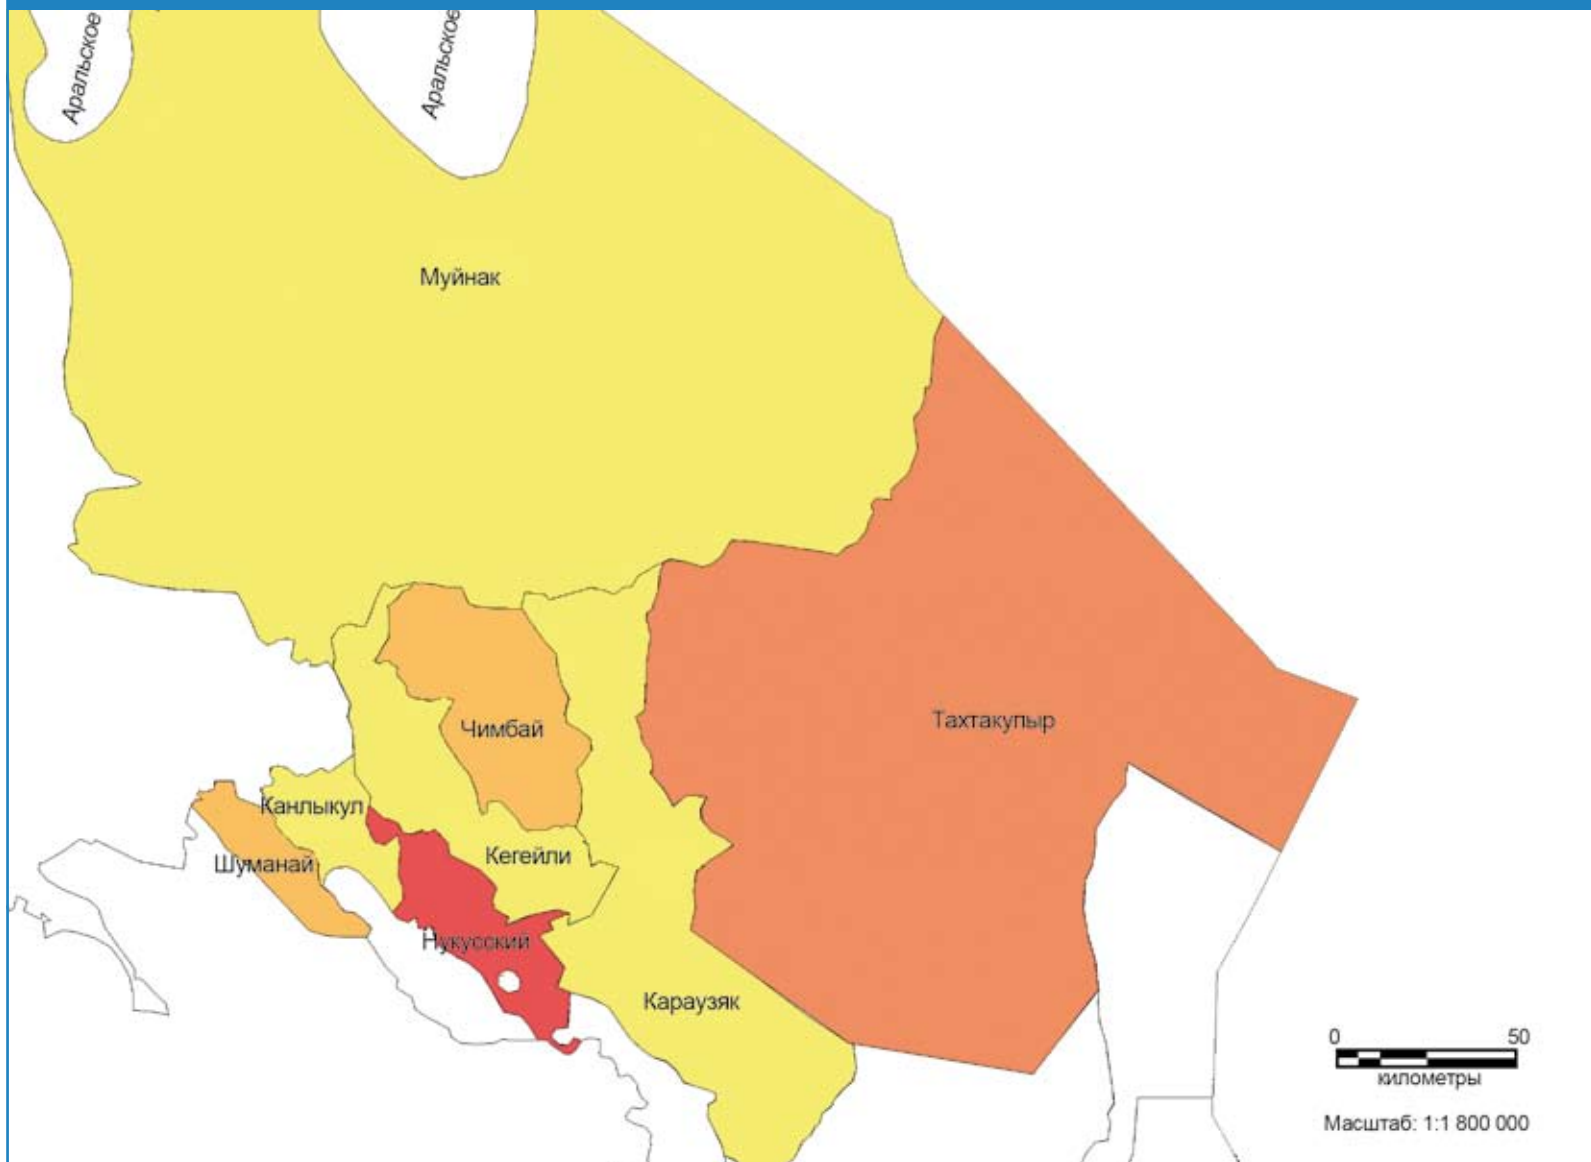 Аральское
Аральское
Муйнак
Чимбай
Тахтакупыр
Канлыкул
Кегейли
Шуманай
Нукусский
Караузяк
0 50
километры
Масштаб: 1:1 800 000